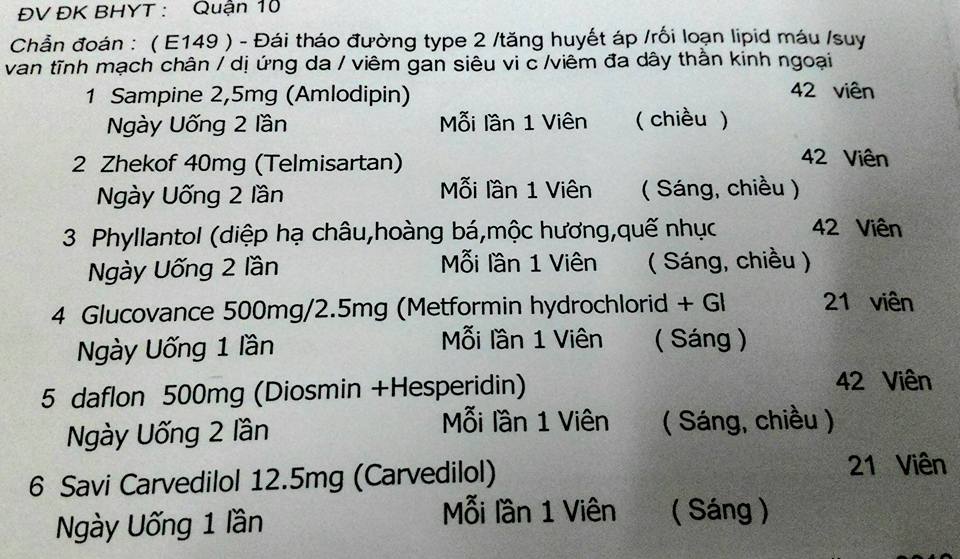 ĐV ĐK BHYT : Quận 10
Chẩn đoán : ( E149 ) - Đái tháo đường type 2 /tăng huyết áp /rối loạn lipid máu /suy
van tĩnh mạch chân / dị ứng da / viêm gan siêu vi c /viêm đa dây thần kinh ngoại
1 Sampine 2,5mg (Amlodipin) 42 viên
Ngày Uống 2 lần Mỗi lần 1 Viên ( chiều )
2 Zhekof 40mg (Telmisartan) 42 Viên
Ngày Uống 2 lần Mỗi lần 1 Viên ( Sáng, chiều )
3 Phyllantol (diệp hạ châu,hoàng bá,mộc hương,quế nhục 42 Viên
Ngày Uống 2 lần Mỗi lần 1 Viên ( Sáng, chiều )
4 Glucovance 500mg/2.5mg (Metformin hydrochlorid + Gl 21 viên
Ngày Uống 1 lần Mỗi lần 1 Viên ( Sáng )
5 daflon 500mg (Diosmin +Hesperidin) 42 Viên
Ngày Uống 2 lần Mỗi lần 1 Viên ( Sáng, chiều )
6 Savi Carvedilol 12.5mg (Carvedilol) 21 Viên
Ngày Uống 1 lần Mỗi lần 1 Viên ( Sáng )